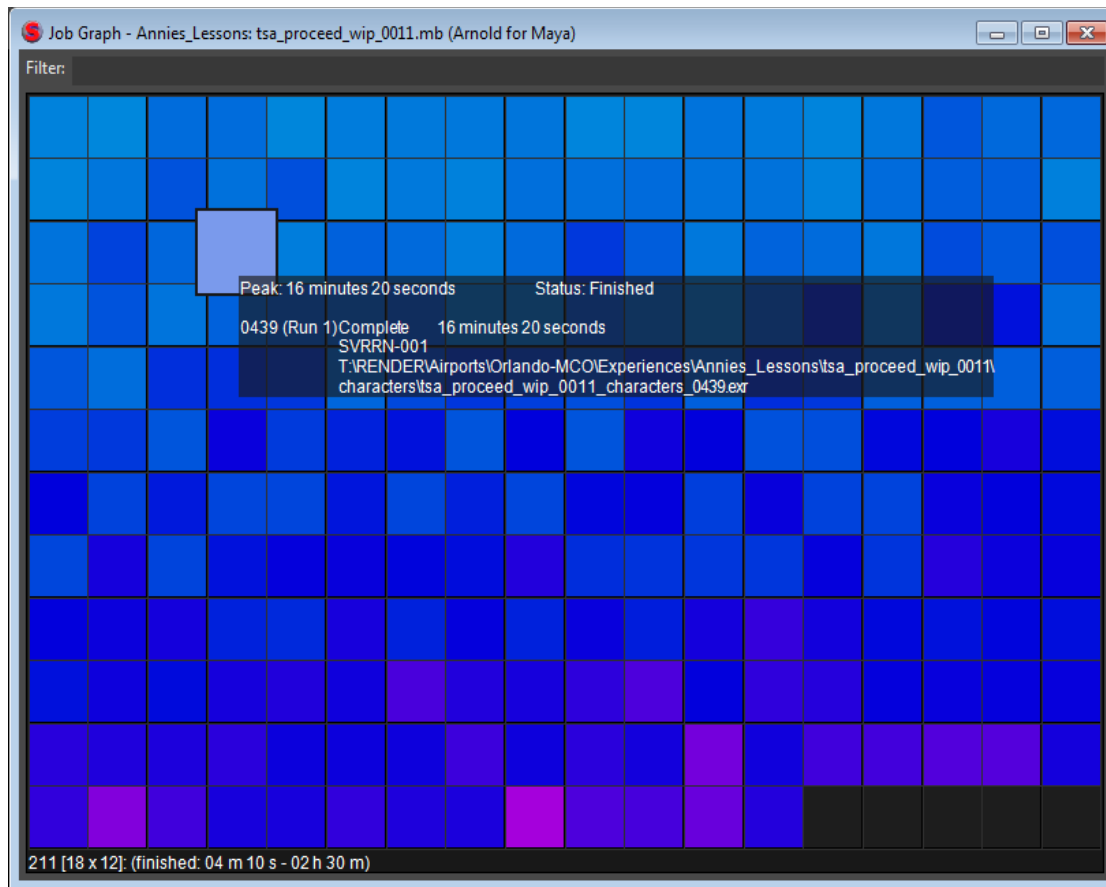 Job Graph - Annies_Lessons: tsa_proceed_wip_0011.mb (Arnold for Maya)
Filter:
Peak: 16 minutes 20 seconds Status: Finished
0439 (Run 1) Complete 16 minutes 20 seconds
SVRRN-001
T:\RENDER\Airports\Orlando-MCO\Experiences\Annies_Lessons\tsa_proceed_wip_0011\
characters\tsa_proceed_wip_0011_characters_0439.exr
211 [18 x 12]: (finished: 04 m 10 s - 02 h 30 m)